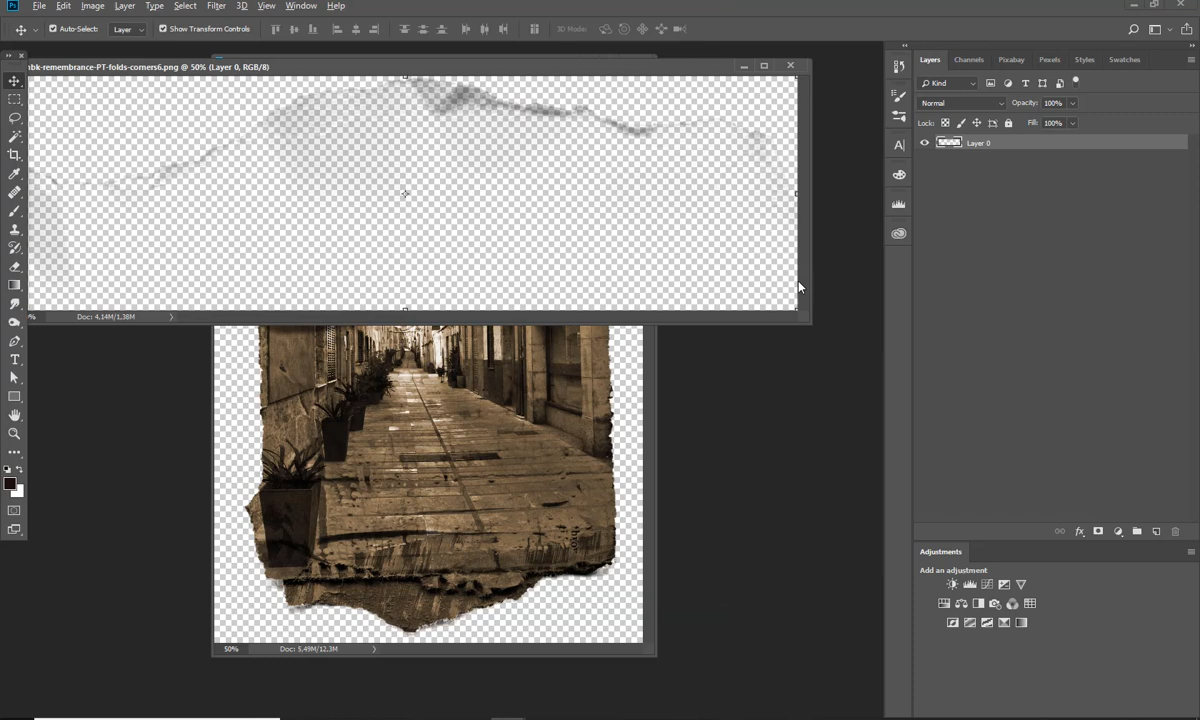 Ps File Edit Image Layer Type Select Filter 3D View Window Help
Auto-Select: Layer Show Transform Controls 3D Mode:
nbk-remembrance-PT-folds-corners6.png @ 50% (Layer 0, RGB/8)
Layers Channels Pixabay Pexels Styles Swatches
Kind
Normal Opacity: 100%
Lock: Fill: 100%
Layer 0
Doc: 4,14M/1,38M
50% Doc: 5,49M/12,3M
Adjustments
Add an adjustment